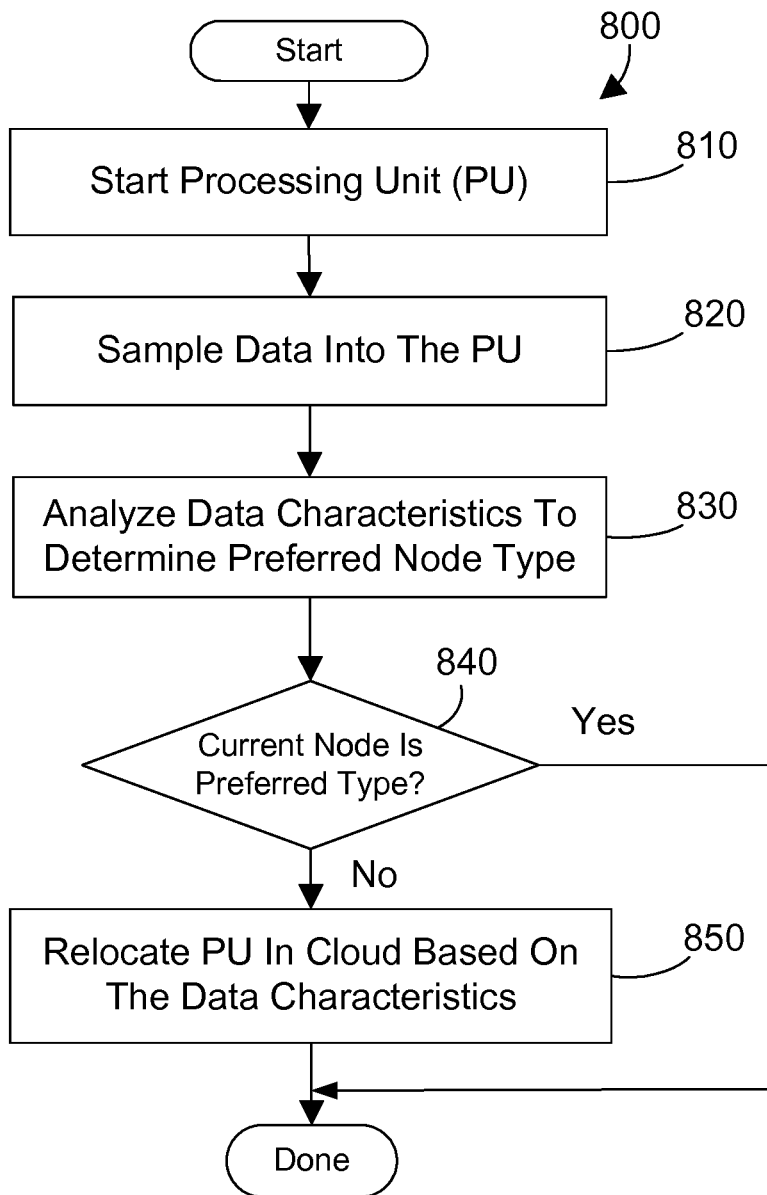 Start
800
Start Processing Unit (PU)
810
Sample Data Into The PU
820
Analyze Data Characteristics To
Determine Preferred Node Type
830
840
Current Node Is
Preferred Type?
Yes
No
Relocate PU In Cloud Based On
The Data Characteristics
850
Done